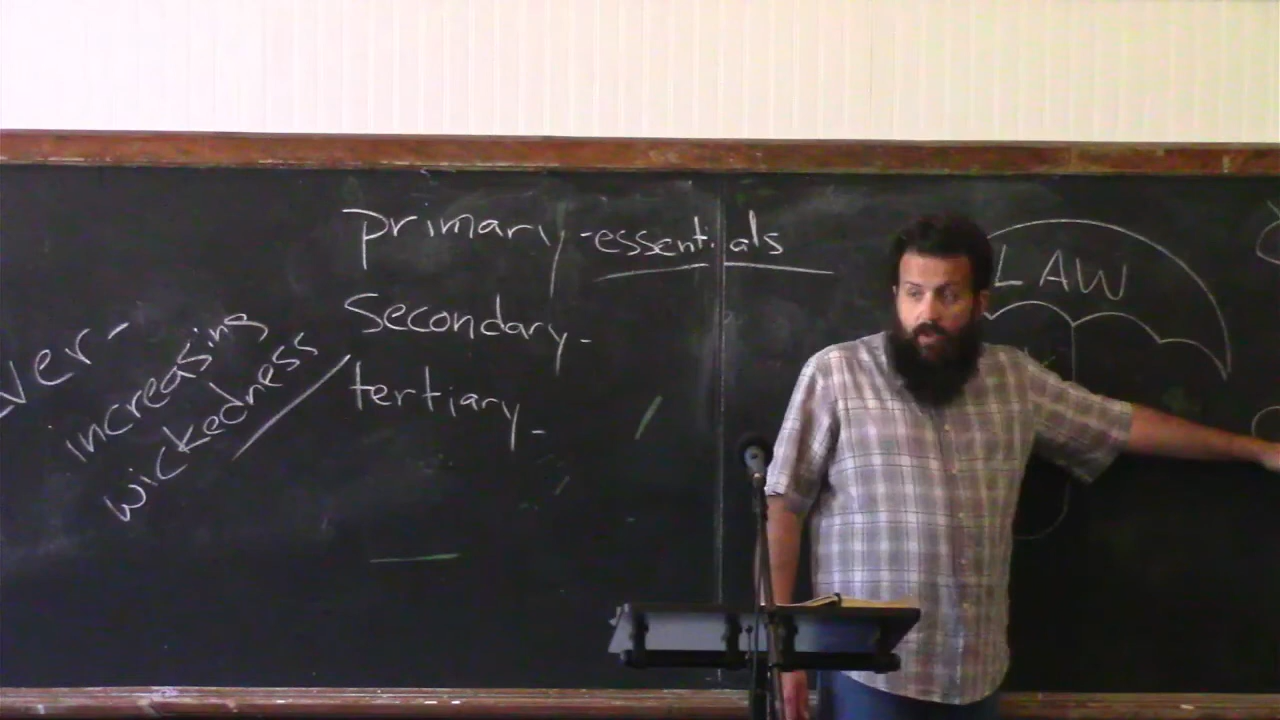 primary - essentials
secondary -
tertiary -
ever-
increasing
wickedness
LAW